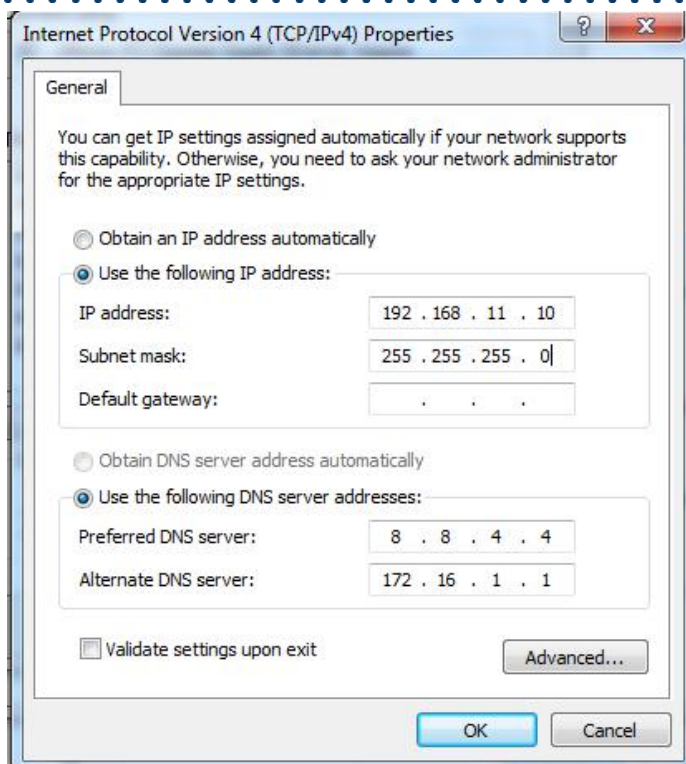 Internet Protocol Version 4 (TCP/IPv4) Properties
General
You can get IP settings assigned automatically if your network supports
this capability. Otherwise, you need to ask your network administrator
for the appropriate IP settings.
Obtain an IP address automatically
Use the following IP address:
IP address: 192 . 168 . 11 . 10
Subnet mask: 255 . 255 . 255 . 0
Default gateway: . . .
Obtain DNS server address automatically
Use the following DNS server addresses:
Preferred DNS server: 8 . 8 . 4 . 4
Alternate DNS server: 172 . 16 . 1 . 1
Validate settings upon exit
Advanced...
OK Cancel